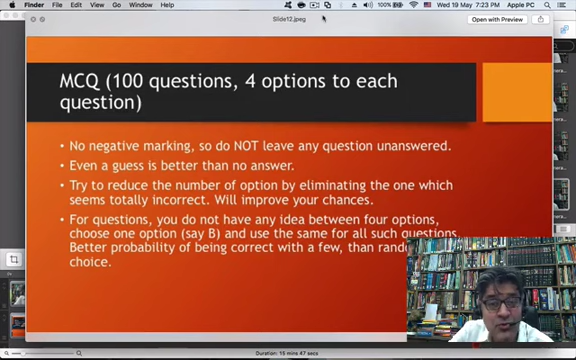 Finder File Edit View Go Window Help 100% Wed 19 May 7:23 PM Apple PC
Slide12.jpeg Open with Preview
MCQ (100 questions, 4 options to each
question)
• No negative marking, so do NOT leave any question unanswered.
• Even a guess is better than no answer.
• Try to reduce the number of option by eliminating the one which
seems totally incorrect. Will improve your chances.
• For questions, you do not have any idea between four options,
choose one option (say B) and use the same for all such questions.
Better probability of being correct with a few, than
choice.
Duration: 15 mins 47 secs